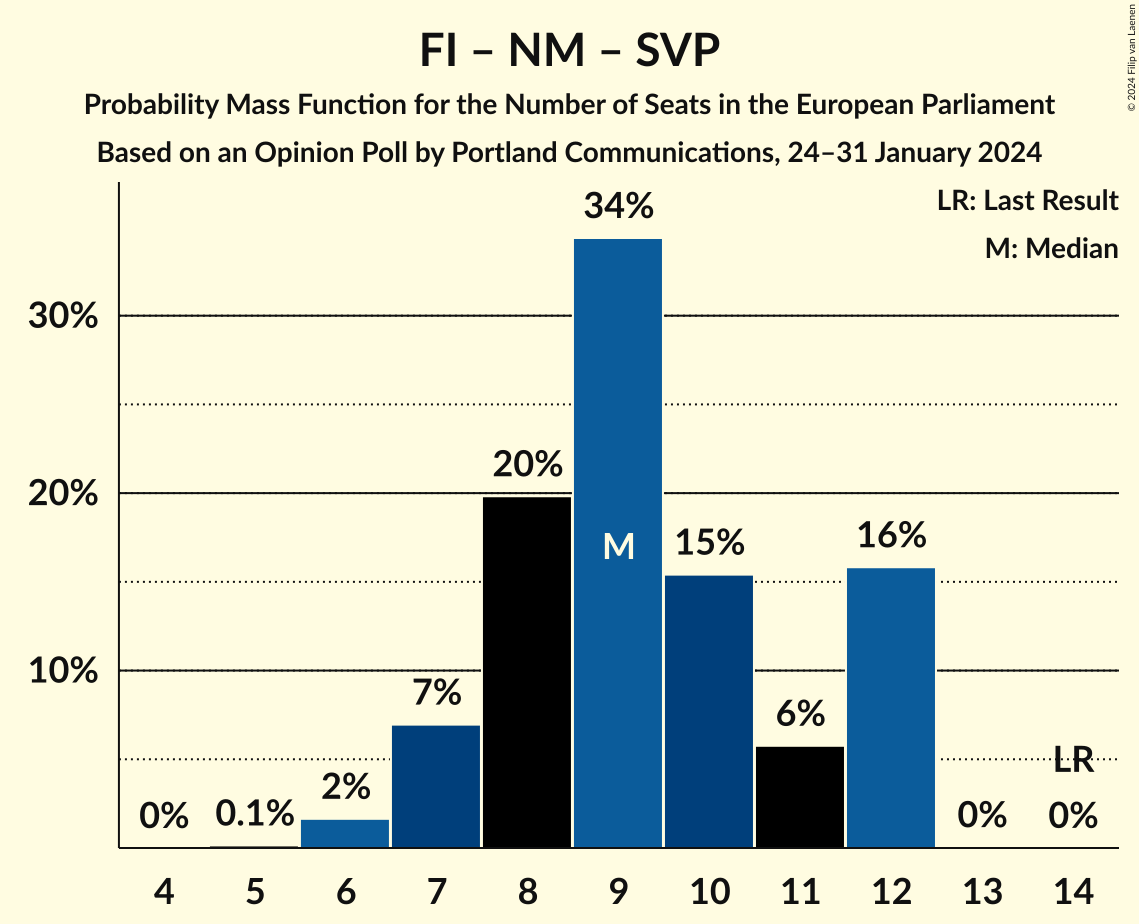 FI – NM – SVP
Probability Mass Function for the Number of Seats in the European Parliament
Based on an Opinion Poll by Portland Communications, 24–31 January 2024
© 2024 Filip van Laenen
LR: Last Result
M: Median
34%
30%
20%
20%
M
15%
16%
10%
7%
6%
LR
2%
0%
0.1%
0%
0%
4 5 6 7 8 9 10 11 12 13 14